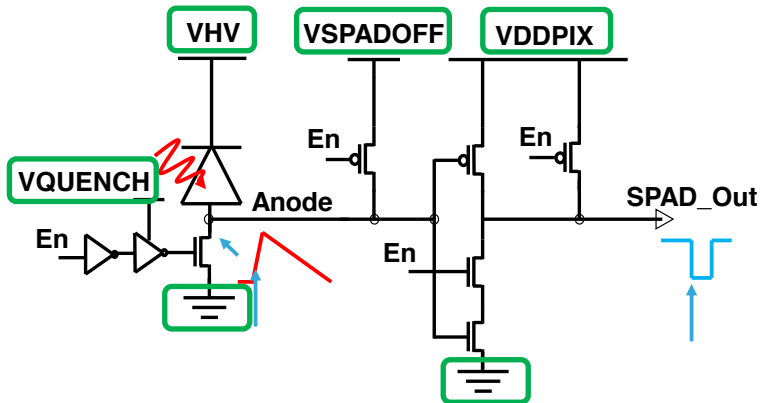 VHV
VSPADOFF
VDDPIX
En
En
VQUENCH
Anode
SPAD_Out
En
En